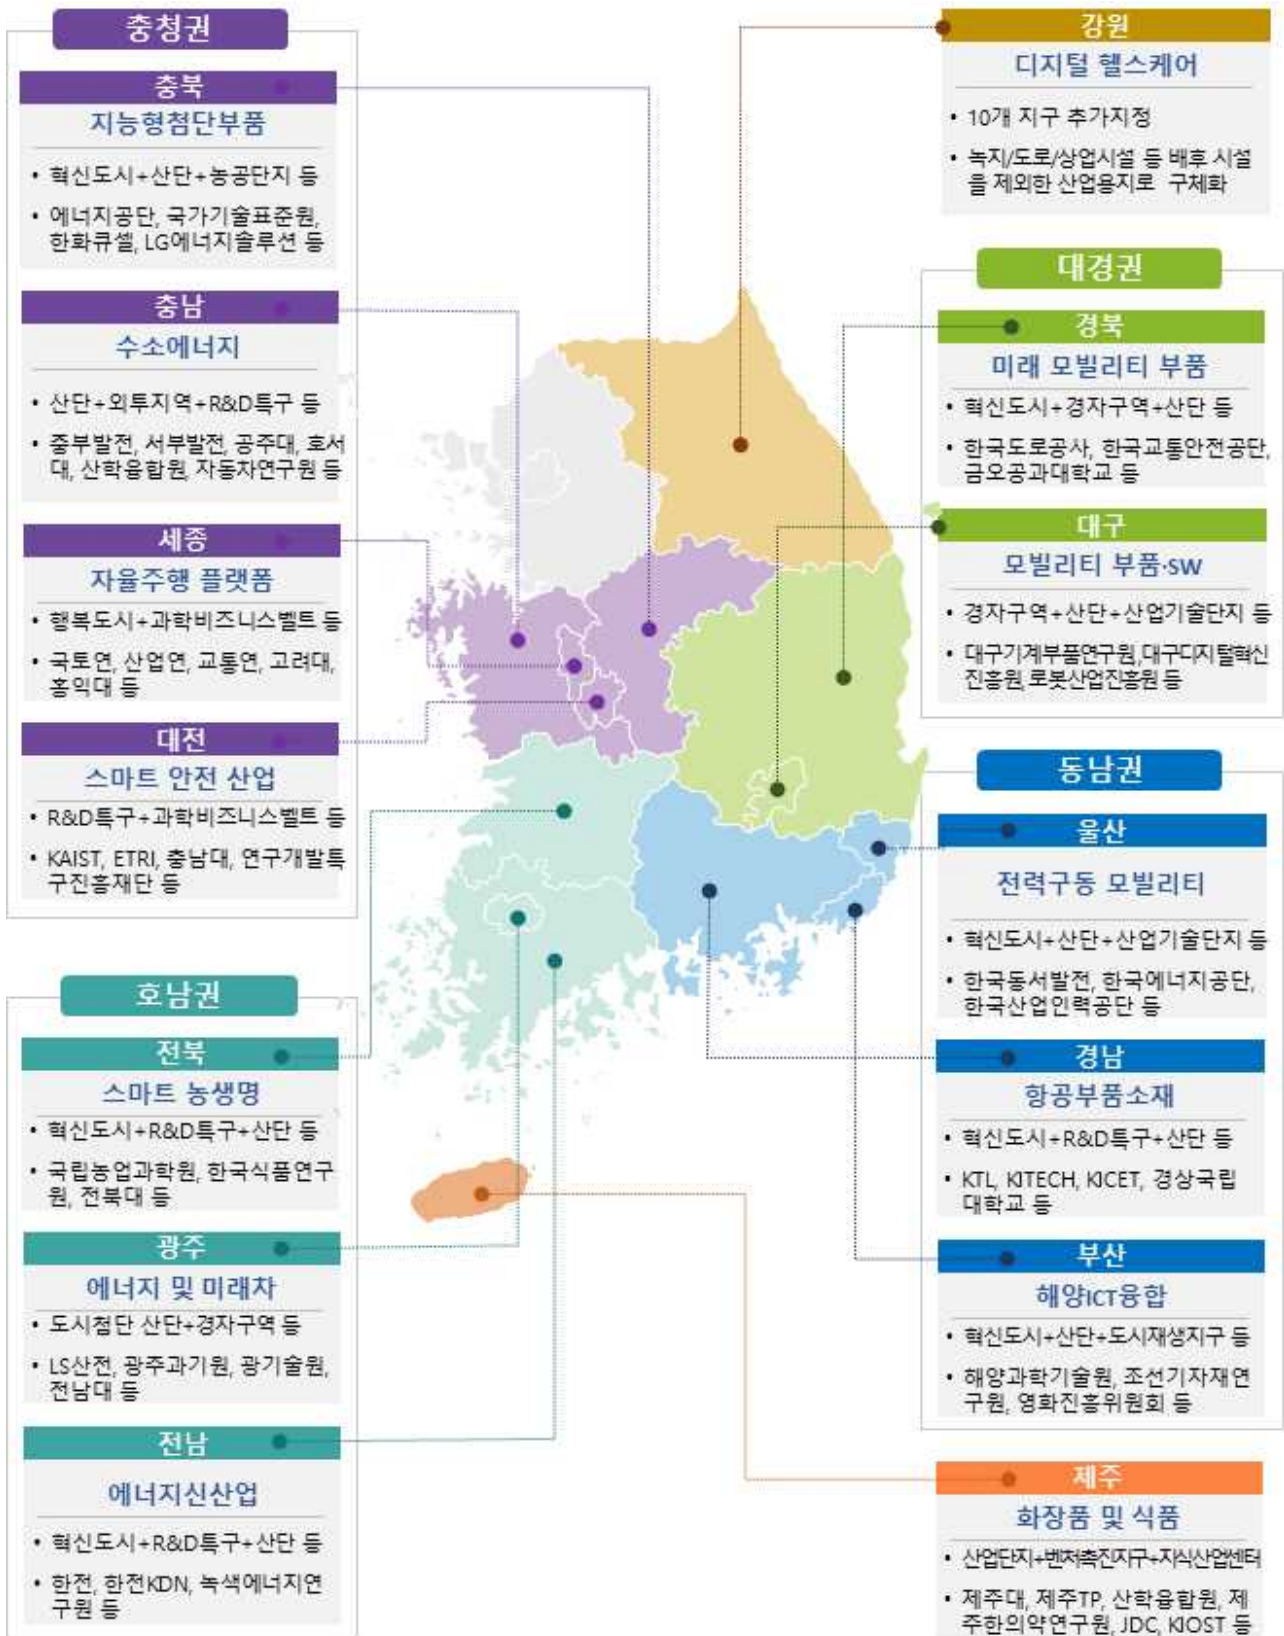 충청권
충북
지능형첨단부품
• 혁신도시+산단+농공단지 등
• 에너지공단, 국가기술표준원,
한화큐셀, LG에너지솔루션 등
충남
수소에너지
• 산단+외투지역+R&D특구 등
• 중부발전, 서부발전, 공주대, 호서
대, 산학융합원, 자동차연구원 등
세종
자율주행 플랫폼
• 행복도시+과학비즈니스벨트 등
• 국토연, 산업연, 교통연, 고려대,
홍익대 등
대전
스마트 안전 산업
• R&D특구+과학비즈니스벨트 등
• KAIST, ETRI, 충남대, 연구개발특
구진흥재단 등
호남권
전북
스마트 농생명
• 혁신도시+R&D특구+산단 등
• 국립농업과학원, 한국식품연구
원, 전북대 등
광주
에너지 및 미래차
• 도시첨단 산단+경자구역 등
• LS산전, 광주과기원, 광기술원,
전남대 등
전남
에너지신산업
• 혁신도시+R&D특구+산단 등
• 한전, 한전KDN, 녹색에너지연
구원 등
강원
디지털 헬스케어
• 10개 지구 추가지정
• 녹지/도로/상업시설 등 배후 시설
을 제외한 산업용지로 구체화
대경권
경북
미래 모빌리티 부품
• 혁신도시+경자구역+산단 등
• 한국도로공사, 한국교통안전공단,
금오공과대학교 등
대구
모빌리티 부품·SW
• 경자구역+산단+산업기술단지 등
• 대구기계부품연구원,대구디지털혁신
진흥원, 로봇산업진흥원 등
동남권
울산
전력구동 모빌리티
• 혁신도시+산단+산업기술단지 등
• 한국동서발전, 한국에너지공단,
한국산업인력공단 등
경남
항공부품소재
• 혁신도시+R&D특구+산단 등
• KTL, KITECH, KICET, 경상국립
대학교 등
부산
해양ICT융합
• 혁신도시+산단+도시재생지구 등
• 해양과학기술원, 조선기자재연
구원, 영화진흥위원회 등
제주
화장품 및 식품
• 산업단지+벤처촉진지구+지식산업센터
• 제주대, 제주TP, 산학융합원, 제
주한의약연구원, JDC, KIOST 등